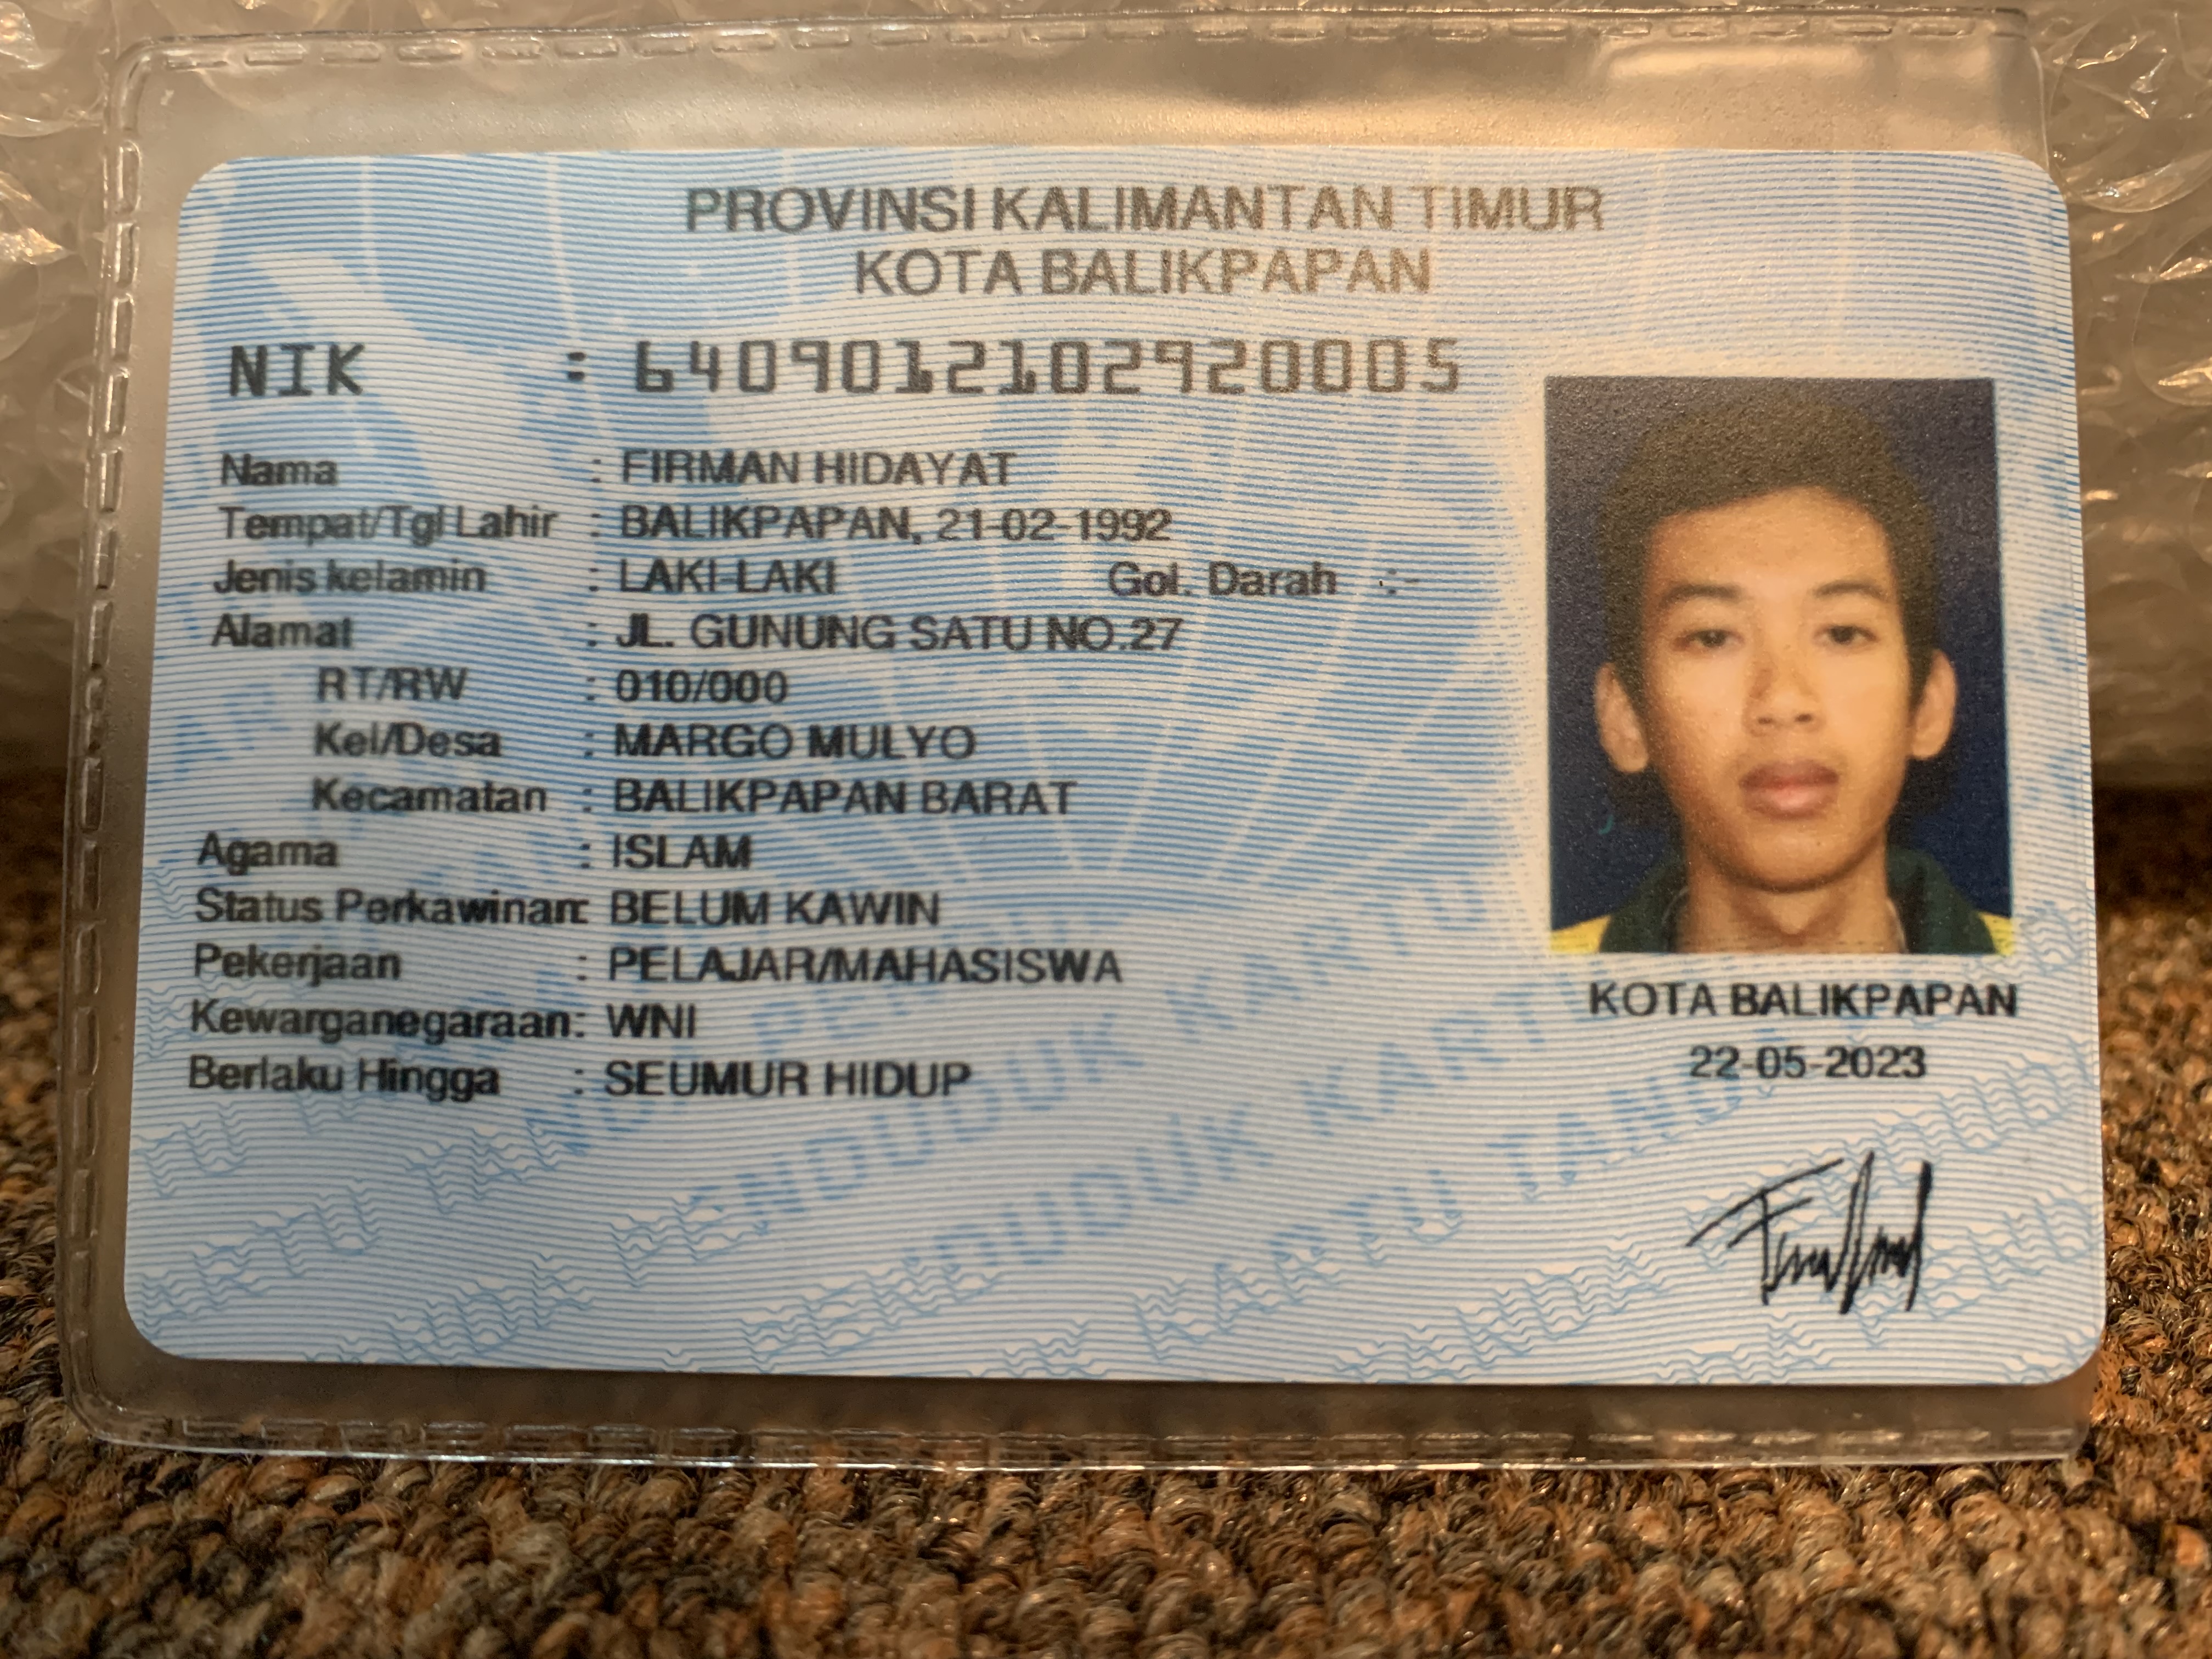 PROVINSI KALIMANTAN TIMUR
KOTA BALIKPAPAN
NIK : 6409012102920005
Nama : FIRMAN HIDAYAT
Tempat/Tgl Lahir : BALIKPAPAN, 21-02-1992
Jenis kelamin : LAKI-LAKI Gol. Darah :-
Alamat : JL. GUNUNG SATU NO.27
RT/RW : 010/000
Kel/Desa : MARGO MULYO
Kecamatan : BALIKPAPAN BARAT
Agama : ISLAM
Status Perkawinan: BELUM KAWIN
Pekerjaan : PELAJAR/MAHASISWA
Kewarganegaraan: WNI
Berlaku Hingga : SEUMUR HIDUP
KOTA BALIKPAPAN
22-05-2023